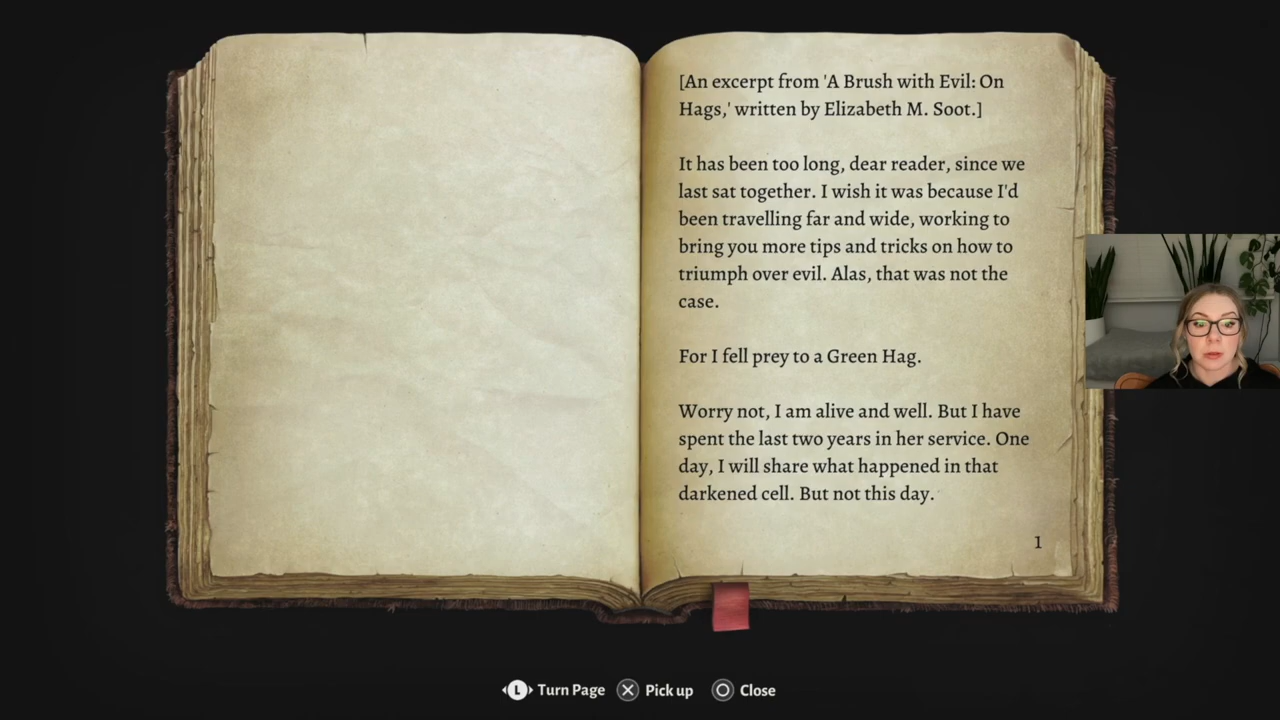 [An excerpt from 'A Brush with Evil: On
Hags,' written by Elizabeth M. Soot.]
It has been too long, dear reader, since we
last sat together. I wish it was because I'd
been travelling far and wide, working to
bring you more tips and tricks on how to
triumph over evil. Alas, that was not the
case.
For I fell prey to a Green Hag.
Worry not, I am alive and well. But I have
spent the last two years in her service. One
day, I will share what happened in that
darkened cell. But not this day.
1
L Turn Page Pick up Close